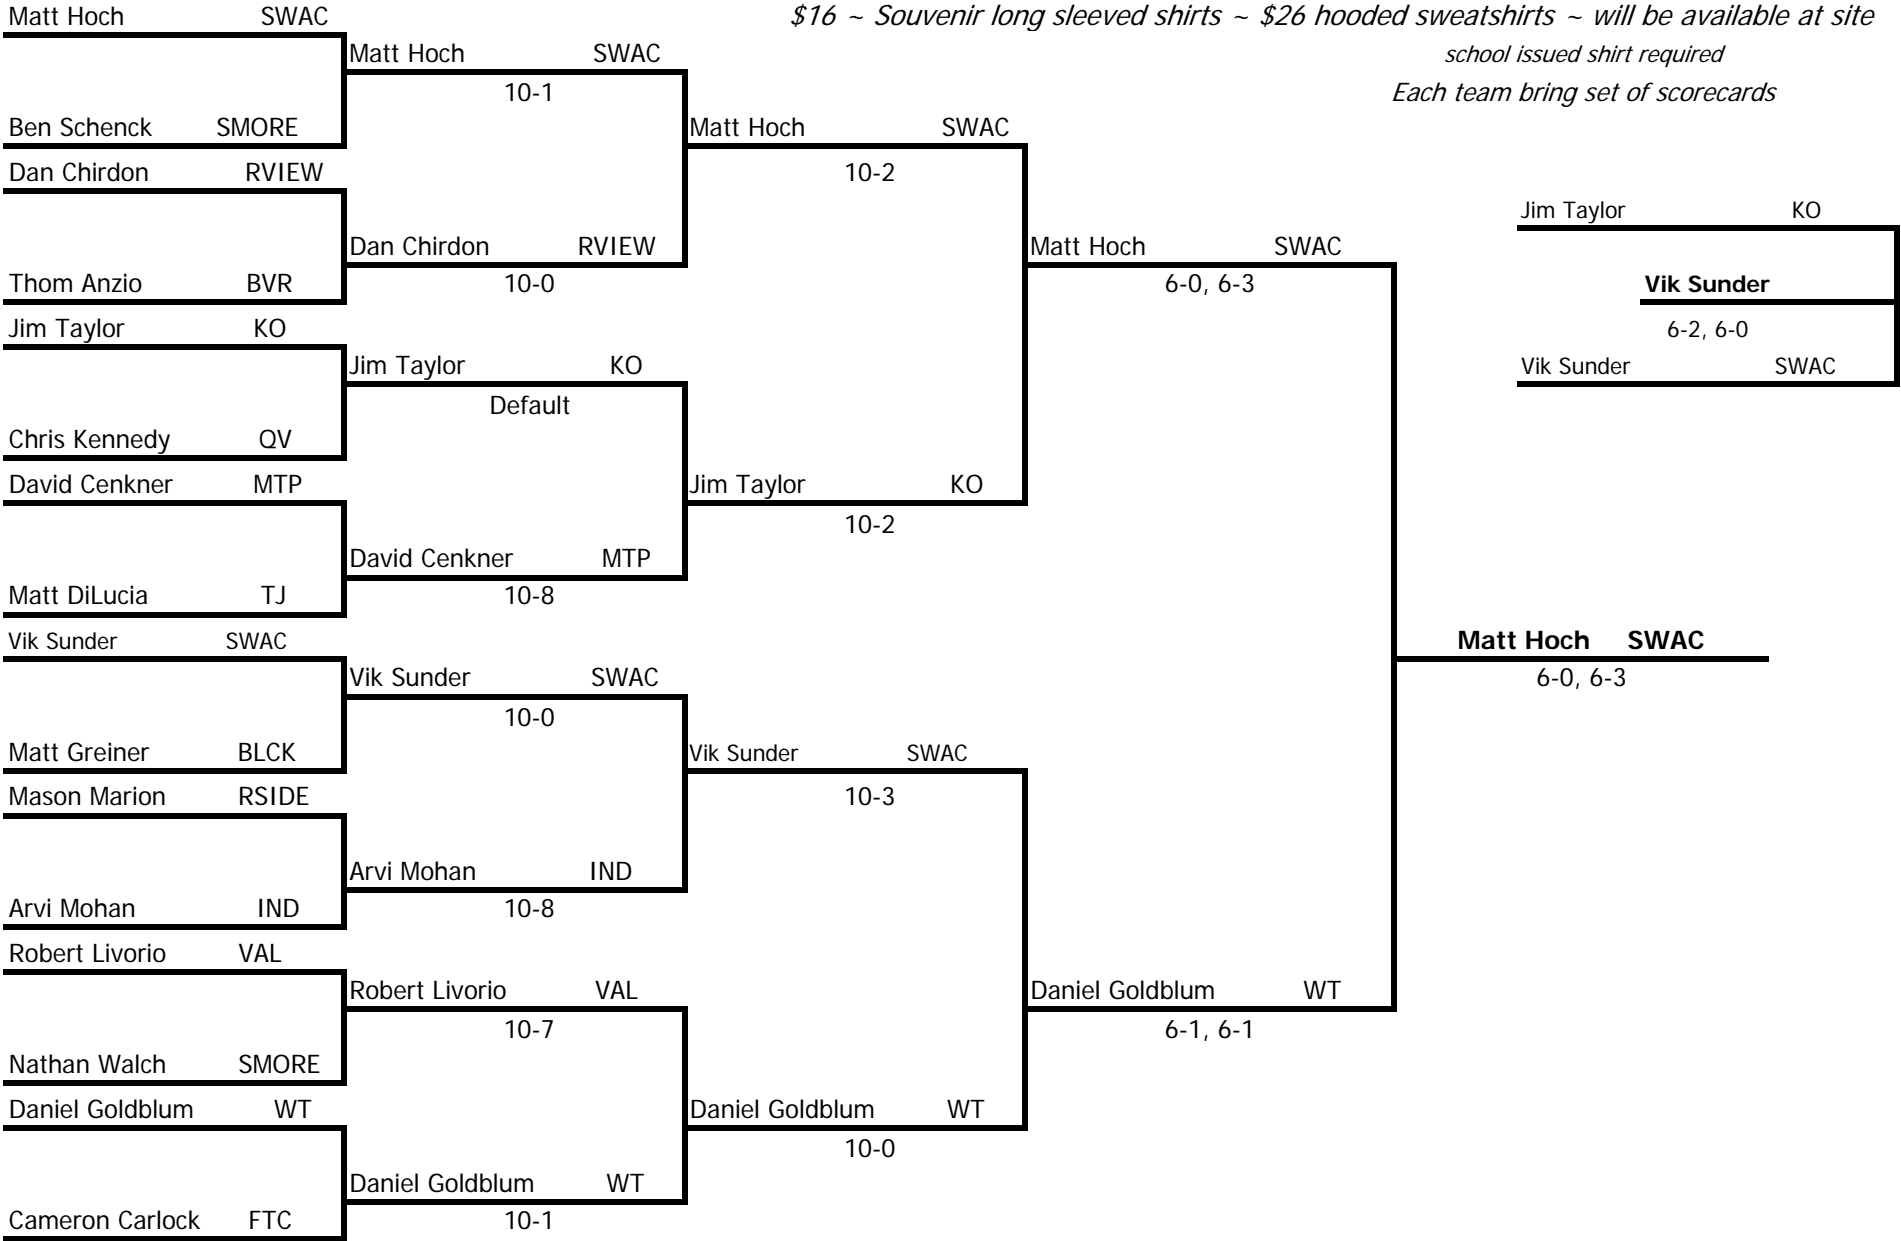 Matt Hoch SWAC
$16 ~ Souvenir long sleeved shirts ~ $26 hooded sweatshirts ~ will be available at site
school issued shirt required
Each team bring set of scorecards
Ben Schenck SMORE
Dan Chirdon RVIEW
Thom Anzio BVR
Jim Taylor KO
Chris Kennedy QV
David Cenkner MTP
Matt DiLucia TJ
Vik Sunder SWAC
Matt Greiner BLCK
Mason Marion RSIDE
Arvi Mohan IND
Robert Livorio VAL
Nathan Walch SMORE
Daniel Goldblum WT
Cameron Carlock FTC
Matt Hoch SWAC
10-1
Dan Chirdon RVIEW
10-0
Jim Taylor KO
Default
David Cenkner MTP
10-8
Vik Sunder SWAC
10-0
Arvi Mohan IND
10-8
Robert Livorio VAL
10-7
Daniel Goldblum WT
10-1
Matt Hoch SWAC
10-2
Jim Taylor KO
10-2
Vik Sunder SWAC
10-3
Daniel Goldblum WT
10-0
Matt Hoch SWAC
6-0, 6-3
Daniel Goldblum WT
6-1, 6-1
Matt Hoch SWAC
6-0, 6-3
Jim Taylor KO
Vik Sunder
6-2, 6-0
Vik Sunder SWAC